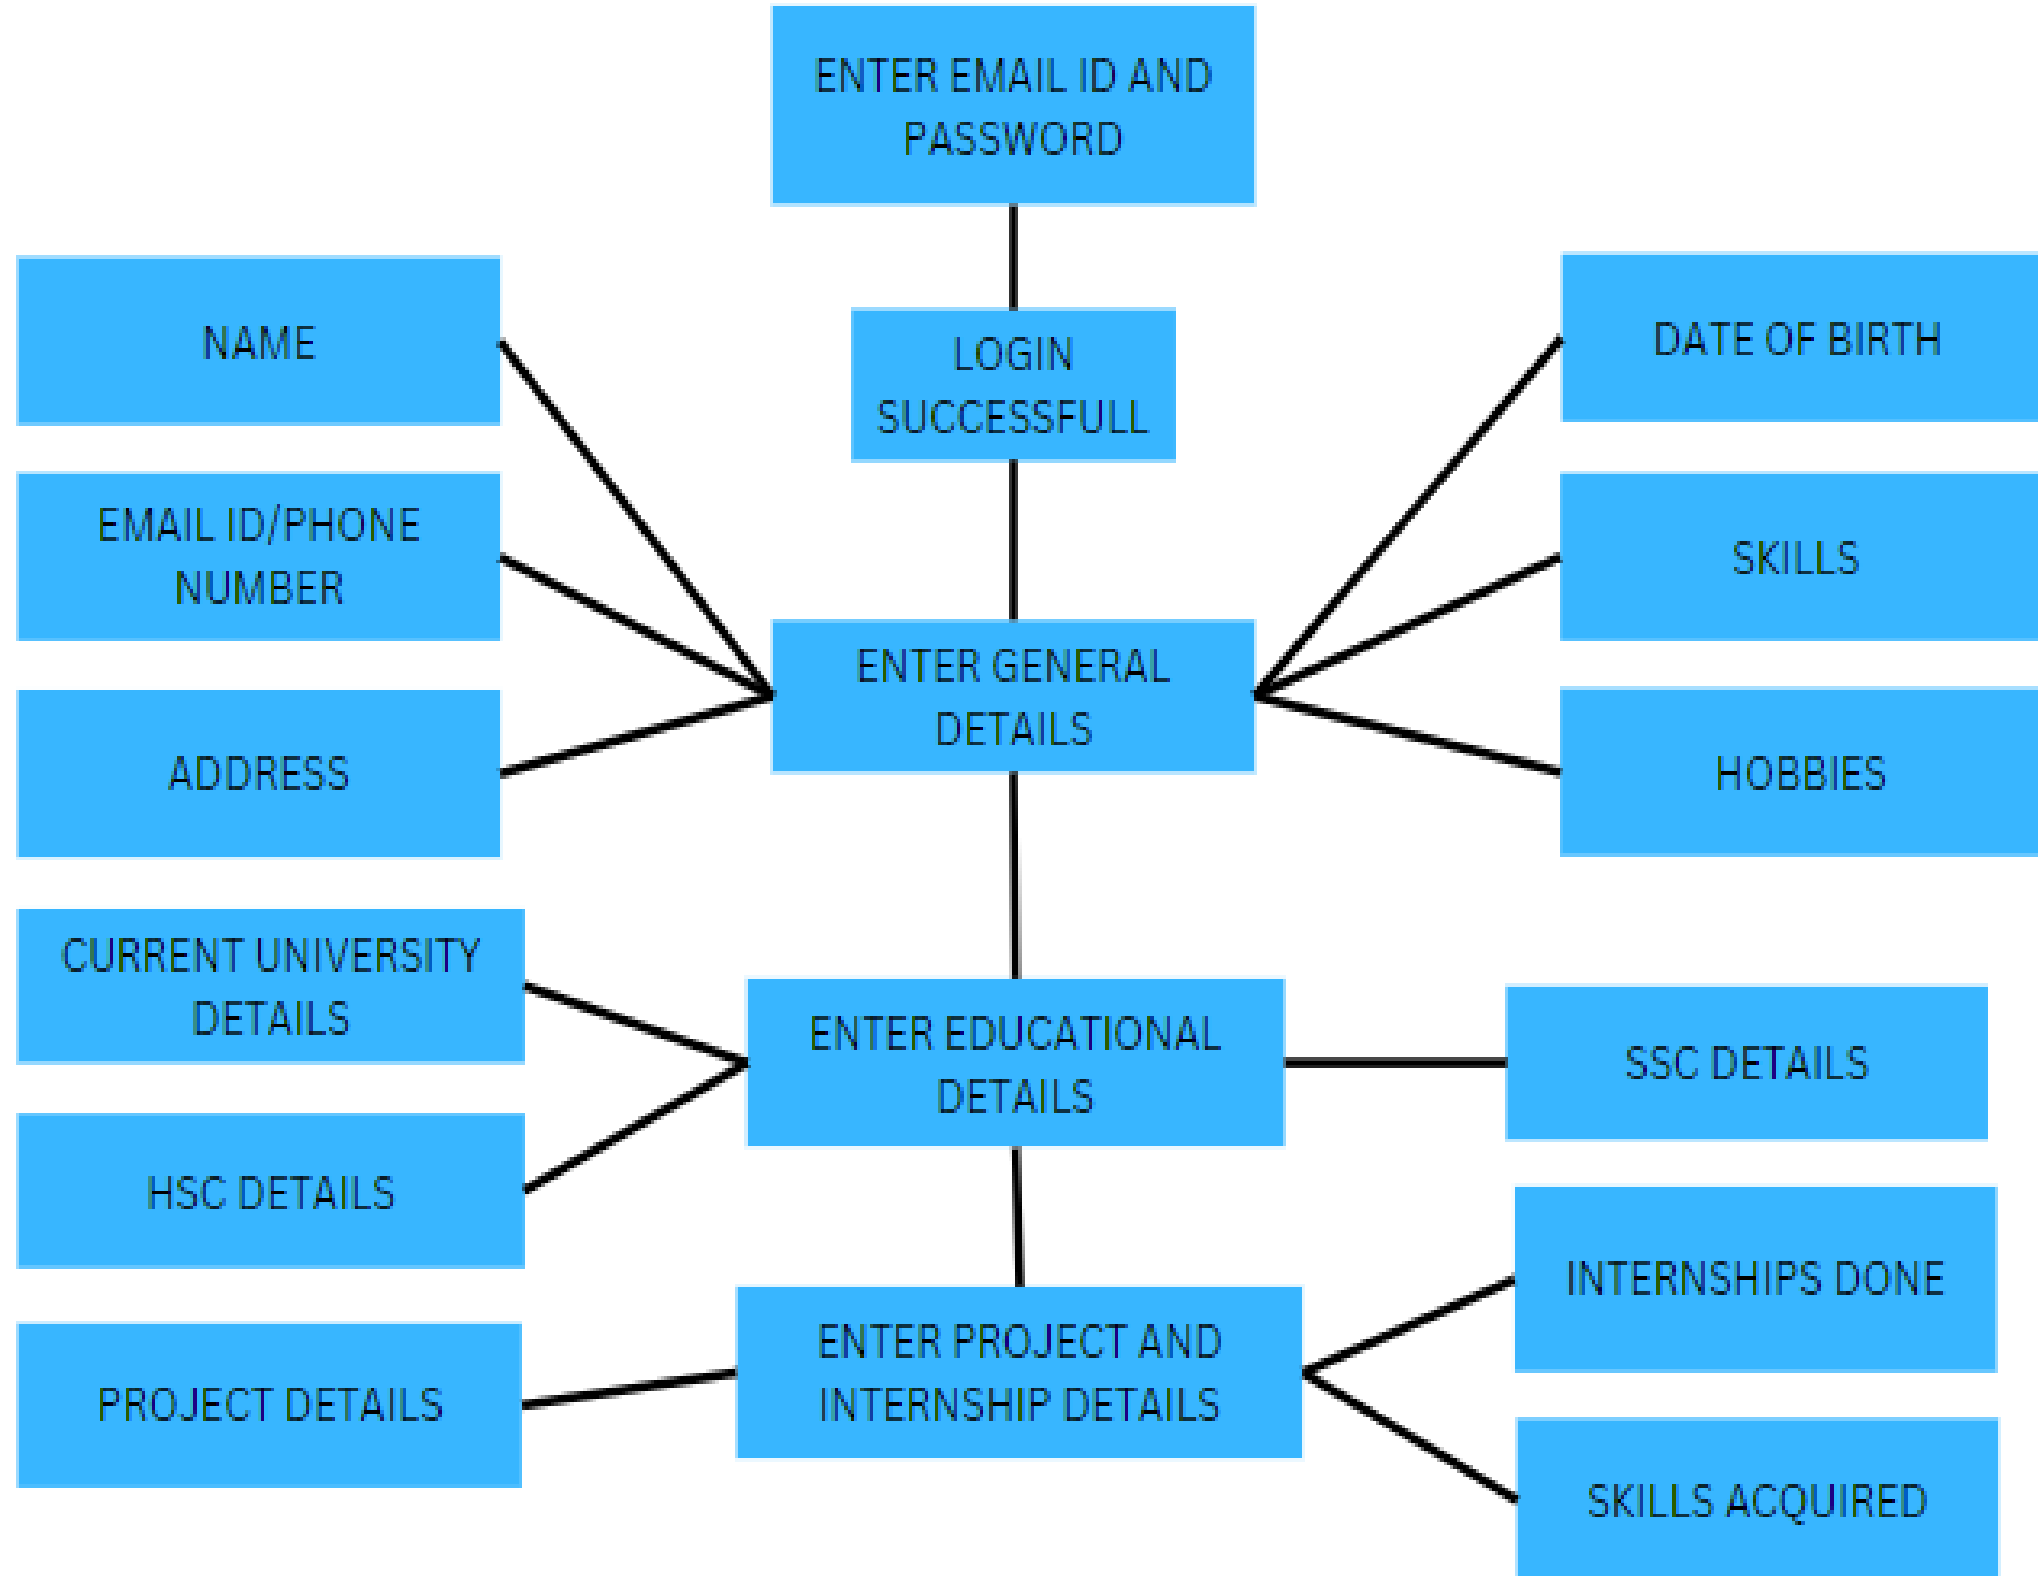 ENTER EMAIL ID AND
PASSWORD
LOGIN
SUCCESSFULL
NAME
DATE OF BIRTH
EMAIL ID/PHONE
NUMBER
SKILLS
ENTER GENERAL
DETAILS
ADDRESS
HOBBIES
CURRENT UNIVERSITY
DETAILS
ENTER EDUCATIONAL
DETAILS
SSC DETAILS
HSC DETAILS
INTERNSHIPS DONE
ENTER PROJECT AND
INTERNSHIP DETAILS
PROJECT DETAILS
SKILLS ACQUIRED